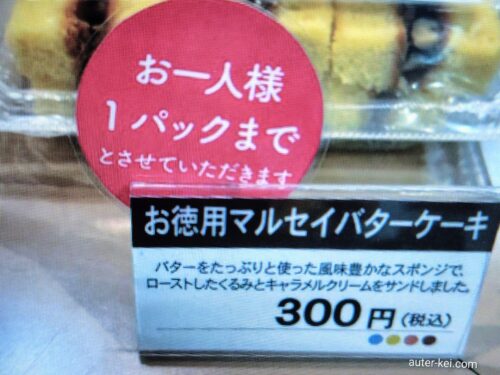 お一人様
1パックまで
とさせていただきます
お徳用マルセイバターケーキ
バターをたっぷりと使った風味豊かなスポンジで、
ローストしたくるみとキャラメルクリームをサンドしました。
300円(税込)
auter-kei.com